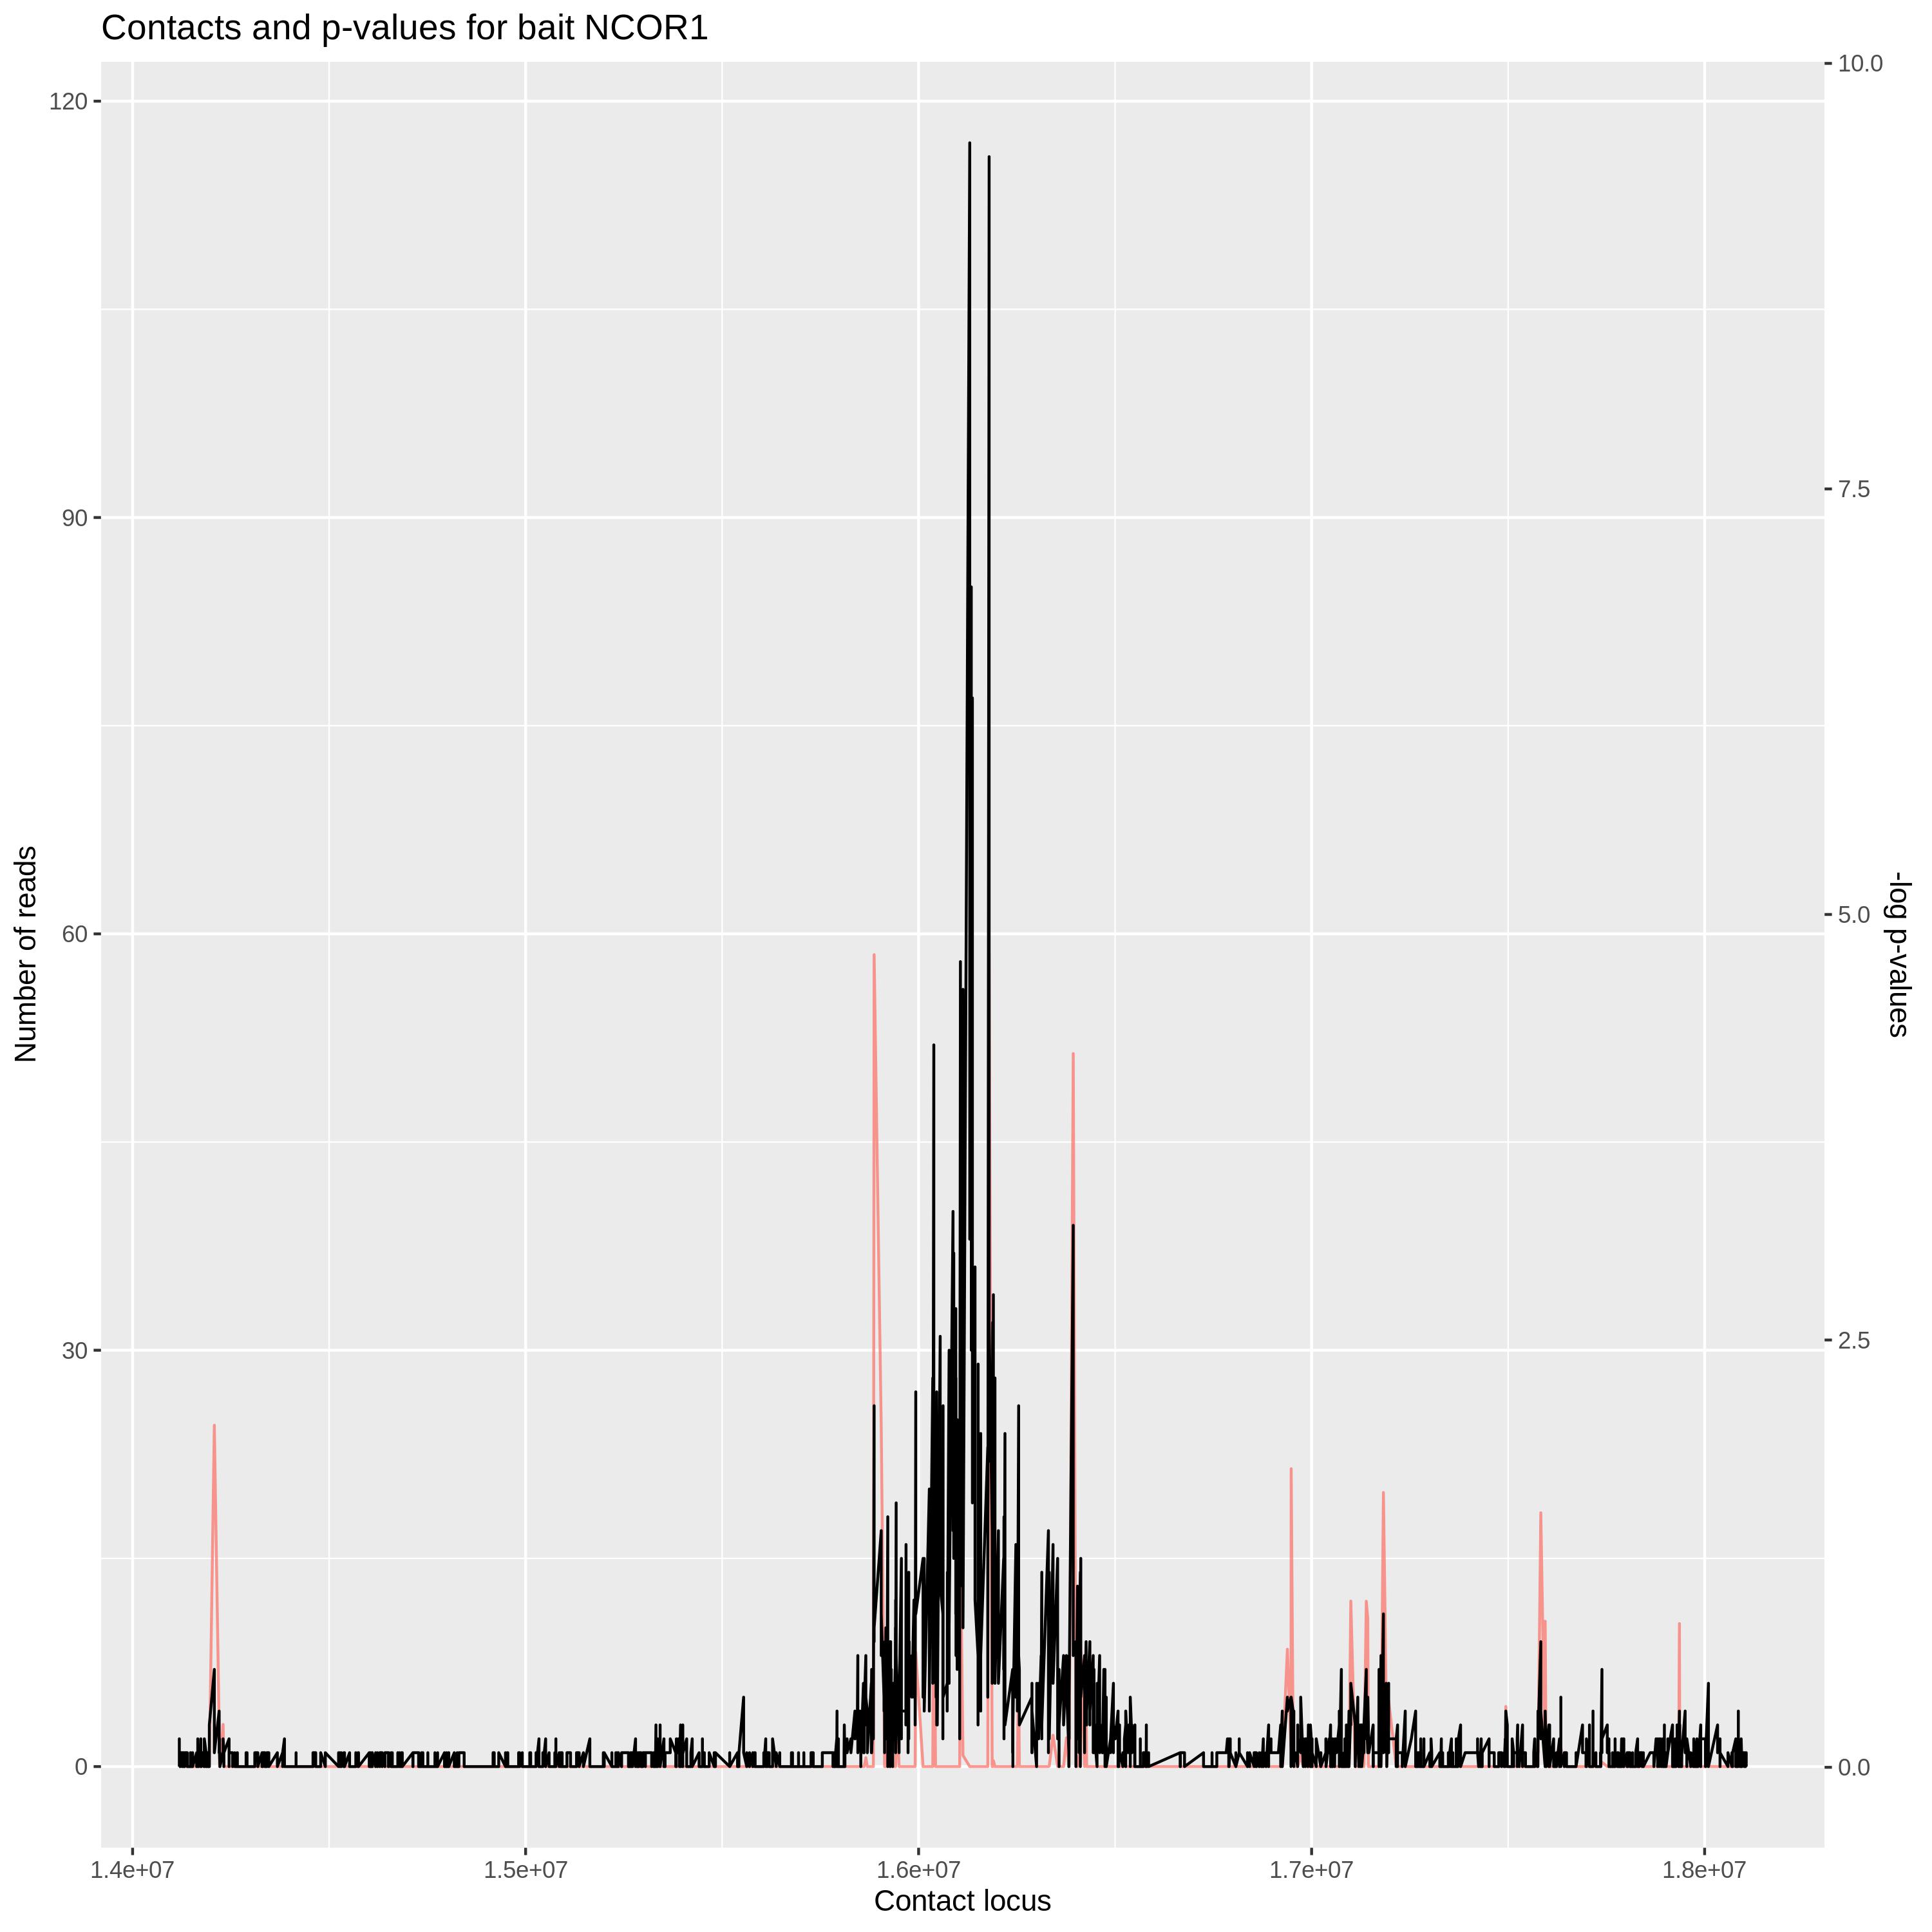 Contacts and p-values for bait NCOR1
120
90
60
30
0
Number of reads
10.0
7.5
5.0
2.5
0.0
-log p-values
1.4e+07
1.5e+07
1.6e+07
1.7e+07
1.8e+07
Contact locus